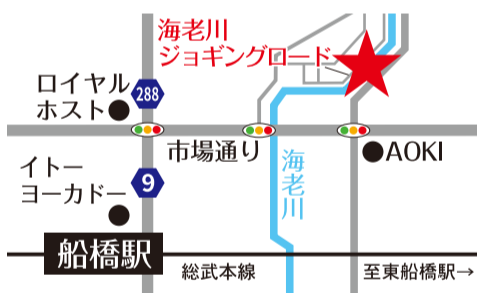 海老川
ジョギングロード
ロイヤル
ホスト
288
市場通り
AOKI
イトー
ヨーカドー
9
海老川
船橋駅
総武本線
至東船橋駅→